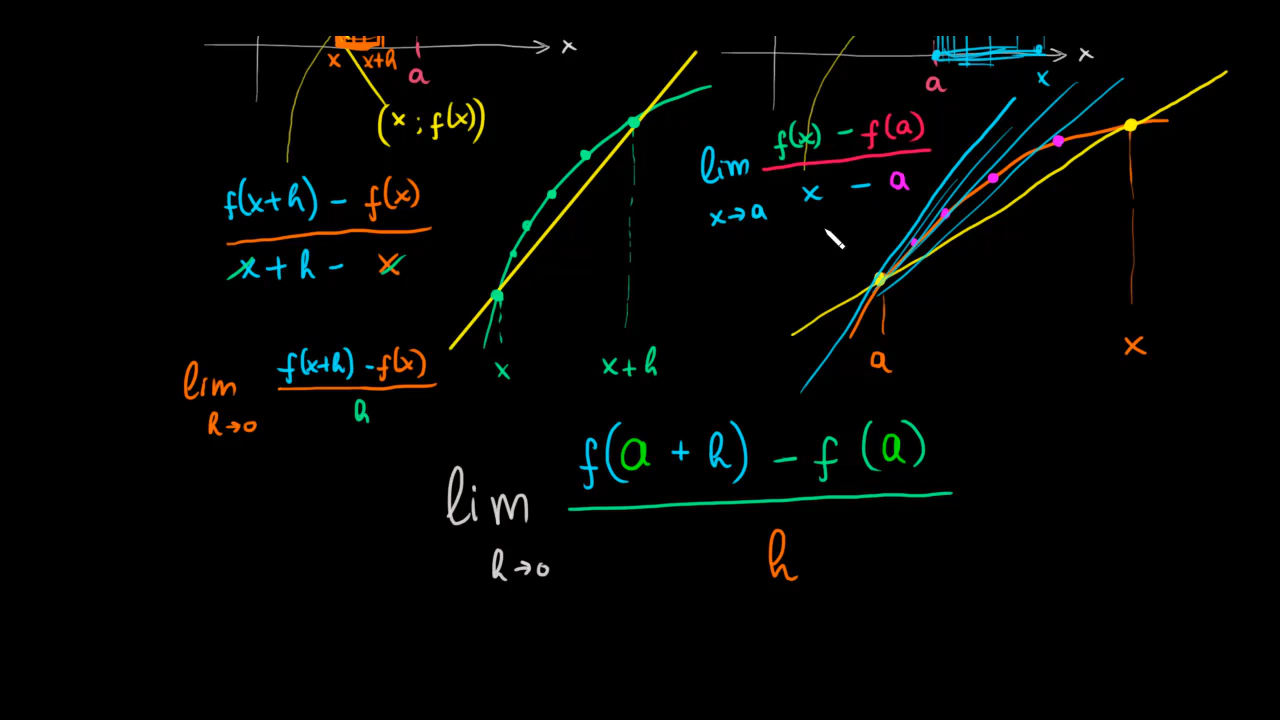 x x+h a x
(x ; f(x))
f(x+h) - f(x)
x + h - x
lim f(x+h) - f(x)
h→0 h
x x+h
a x x
lim f(x) - f(a)
x→a x - a
a x
lim f(a + h) - f(a)
h→0 h